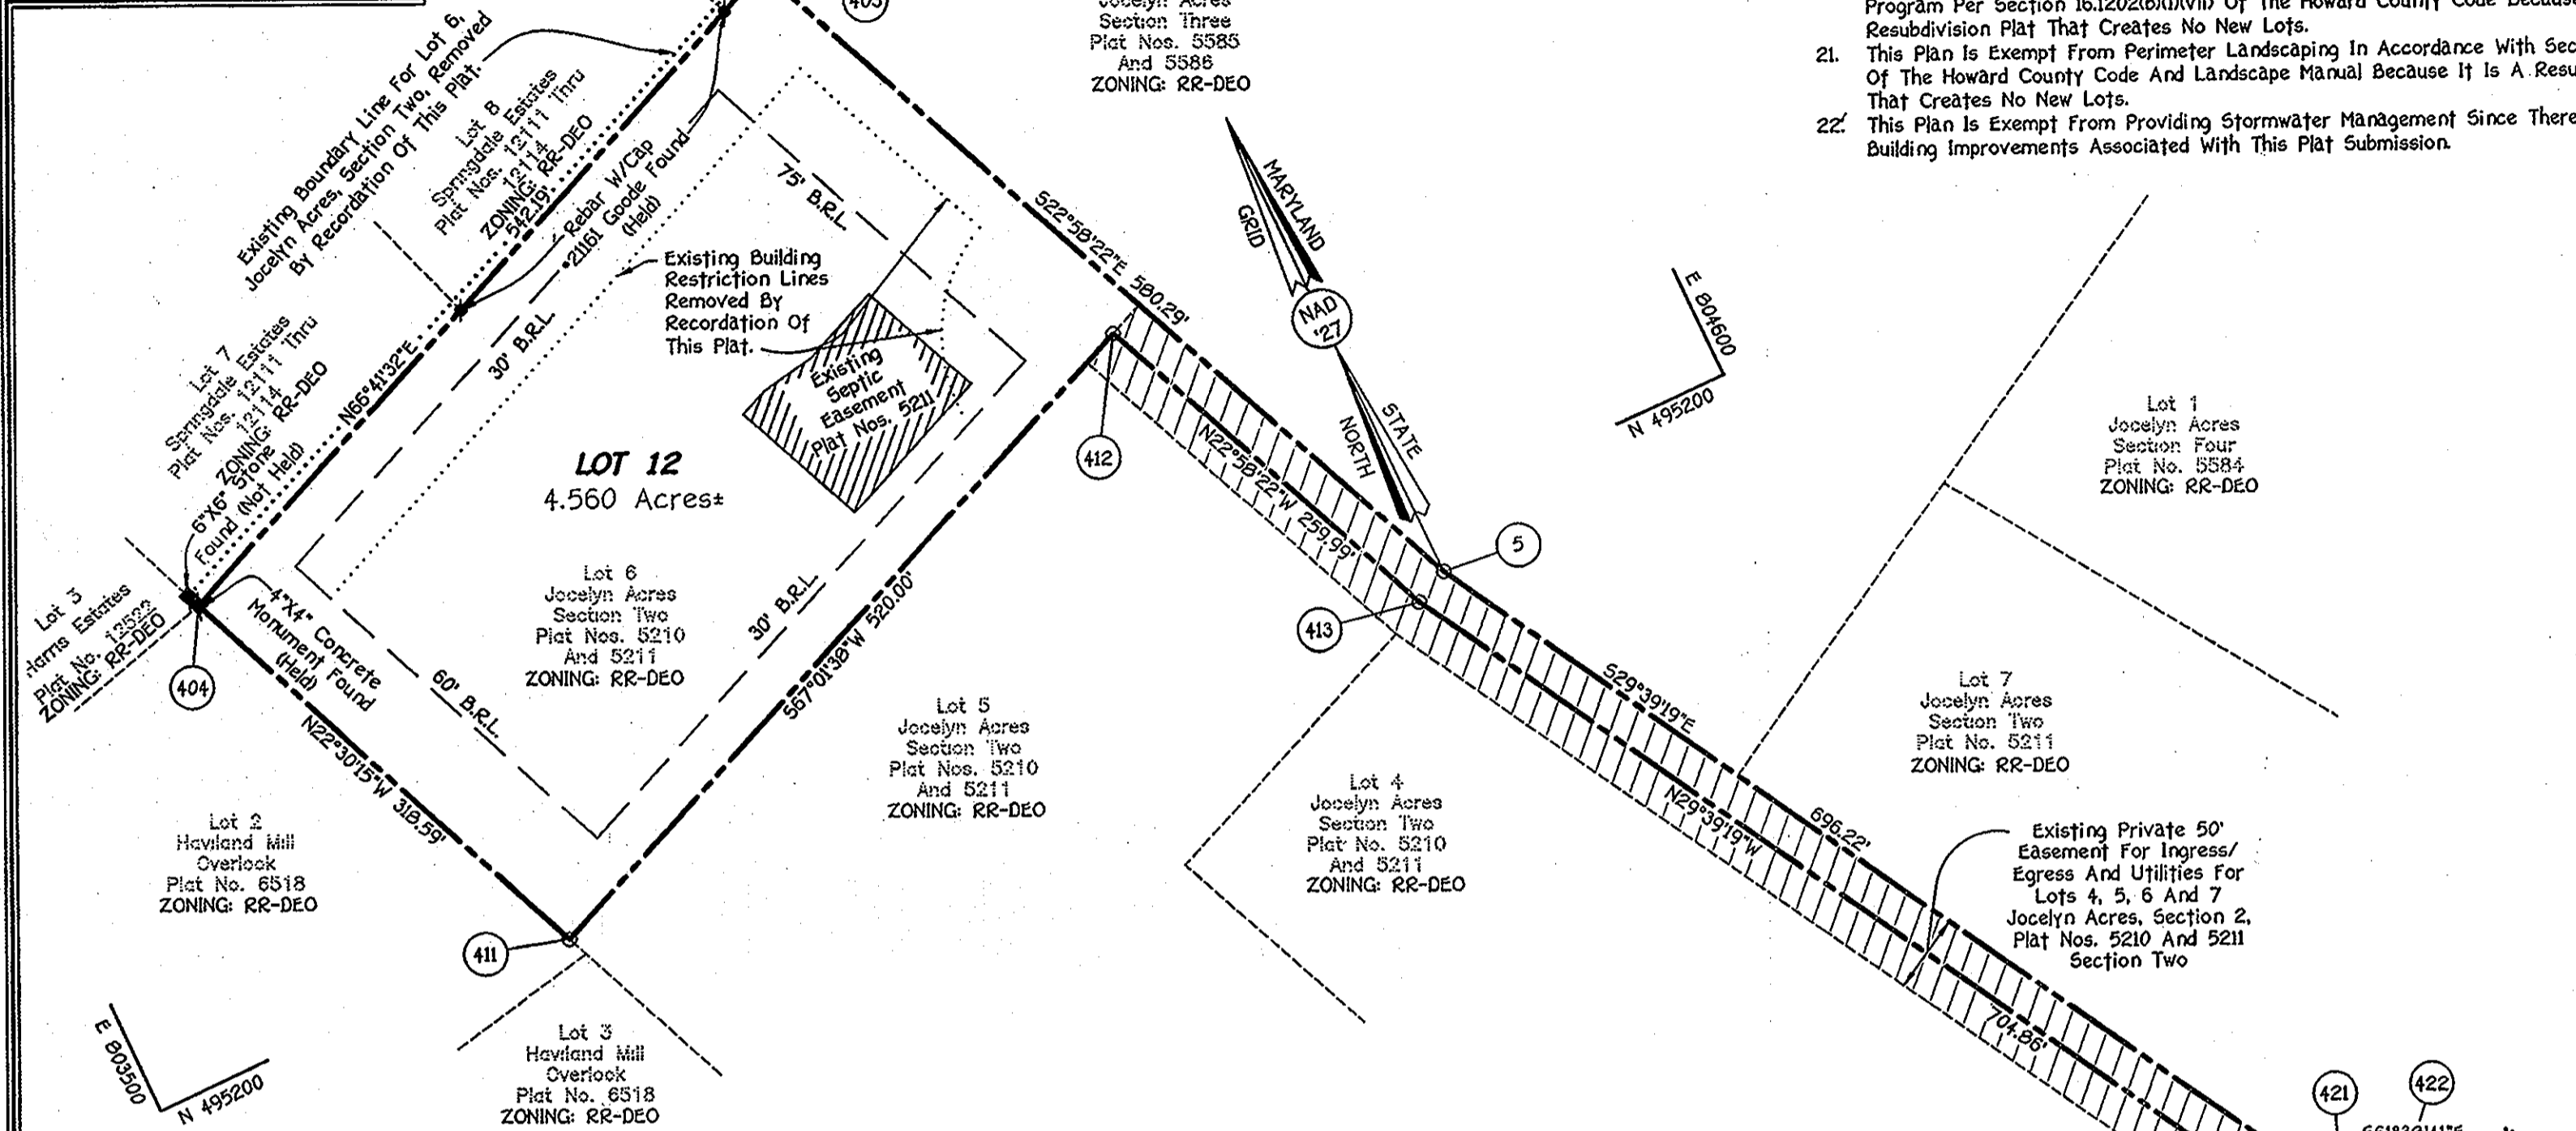 403
Jocelyn Acres
Section Three
Plat Nos. 5585
And 5586
ZONING: RR-DEO
Program Per Section 16.1202(b)(1)(vii) Of The Howard County Code Because
Resubdivision Plat That Creates No New Lots.
21. This Plan Is Exempt From Perimeter Landscaping In Accordance With Sec
Of The Howard County Code And Landscape Manual Because It Is A Resu
That Creates No New Lots.
22. This Plan Is Exempt From Providing Stormwater Management Since There
Building Improvements Associated With This Plat Submission.
Existing Boundary Line For Lot 6,
Jocelyn Acres, Section Two, Removed
By Recordation Of This Plat.
Lot 8
Springdale Estates
Plat Nos. 12111 Thru
12114
ZONING: RR-DEO
542.19'
Rebar W/Cap
*21161 Goode Found
(Held)
75' B.R.L.
Existing Building
Restriction Lines
Removed By
Recordation Of
This Plat.
S22°58'22"E 580.29'
MARYLAND
GRID
NAD
'27
STATE
NORTH
E 804600
N 495200
Lot 7
Springdale Estates
Plat Nos. 12111 Thru
12114
ZONING: RR-DEO
N66°41'32"E
30' B.R.L.
Existing
Septic
Easement
Plat Nos. 5211
LOT 12
4.560 Acres±
412
N22°58'22"W 259.99'
5
413
Lot 1
Jocelyn Acres
Section Four
Plat No. 5584
ZONING: RR-DEO
6"X6" Stone
Found (Not Held)
Lot 3
Harris Estates
Plat No. 12522
ZONING: RR-DEO
404
4"X4" Concrete
Monument Found
(Held)
Lot 6
Jocelyn Acres
Section Two
Plat Nos. 5210
And 5211
ZONING: RR-DEO
30' B.R.L.
S67°01'38"W 520.00'
60' B.R.L.
N22°30'15"W 318.59'
Lot 5
Jocelyn Acres
Section Two
Plat Nos. 5210
And 5211
ZONING: RR-DEO
S29°39'19"E
696.22'
Lot 7
Jocelyn Acres
Section Two
Plat No. 5211
ZONING: RR-DEO
Lot 4
Jocelyn Acres
Section Two
Plat No. 5210
And 5211
ZONING: RR-DEO
N29°39'19"W
704.86'
Existing Private 50'
Easement For Ingress/
Egress And Utilities For
Lots 4, 5, 6 And 7
Jocelyn Acres, Section 2,
Plat Nos. 5210 And 5211
Section Two
Lot 2
Haviland Mill
Overlook
Plat No. 6518
ZONING: RR-DEO
411
Lot 3
Haviland Mill
Overlook
Plat No. 6518
ZONING: RR-DEO
E 803500
N 495200
421
422